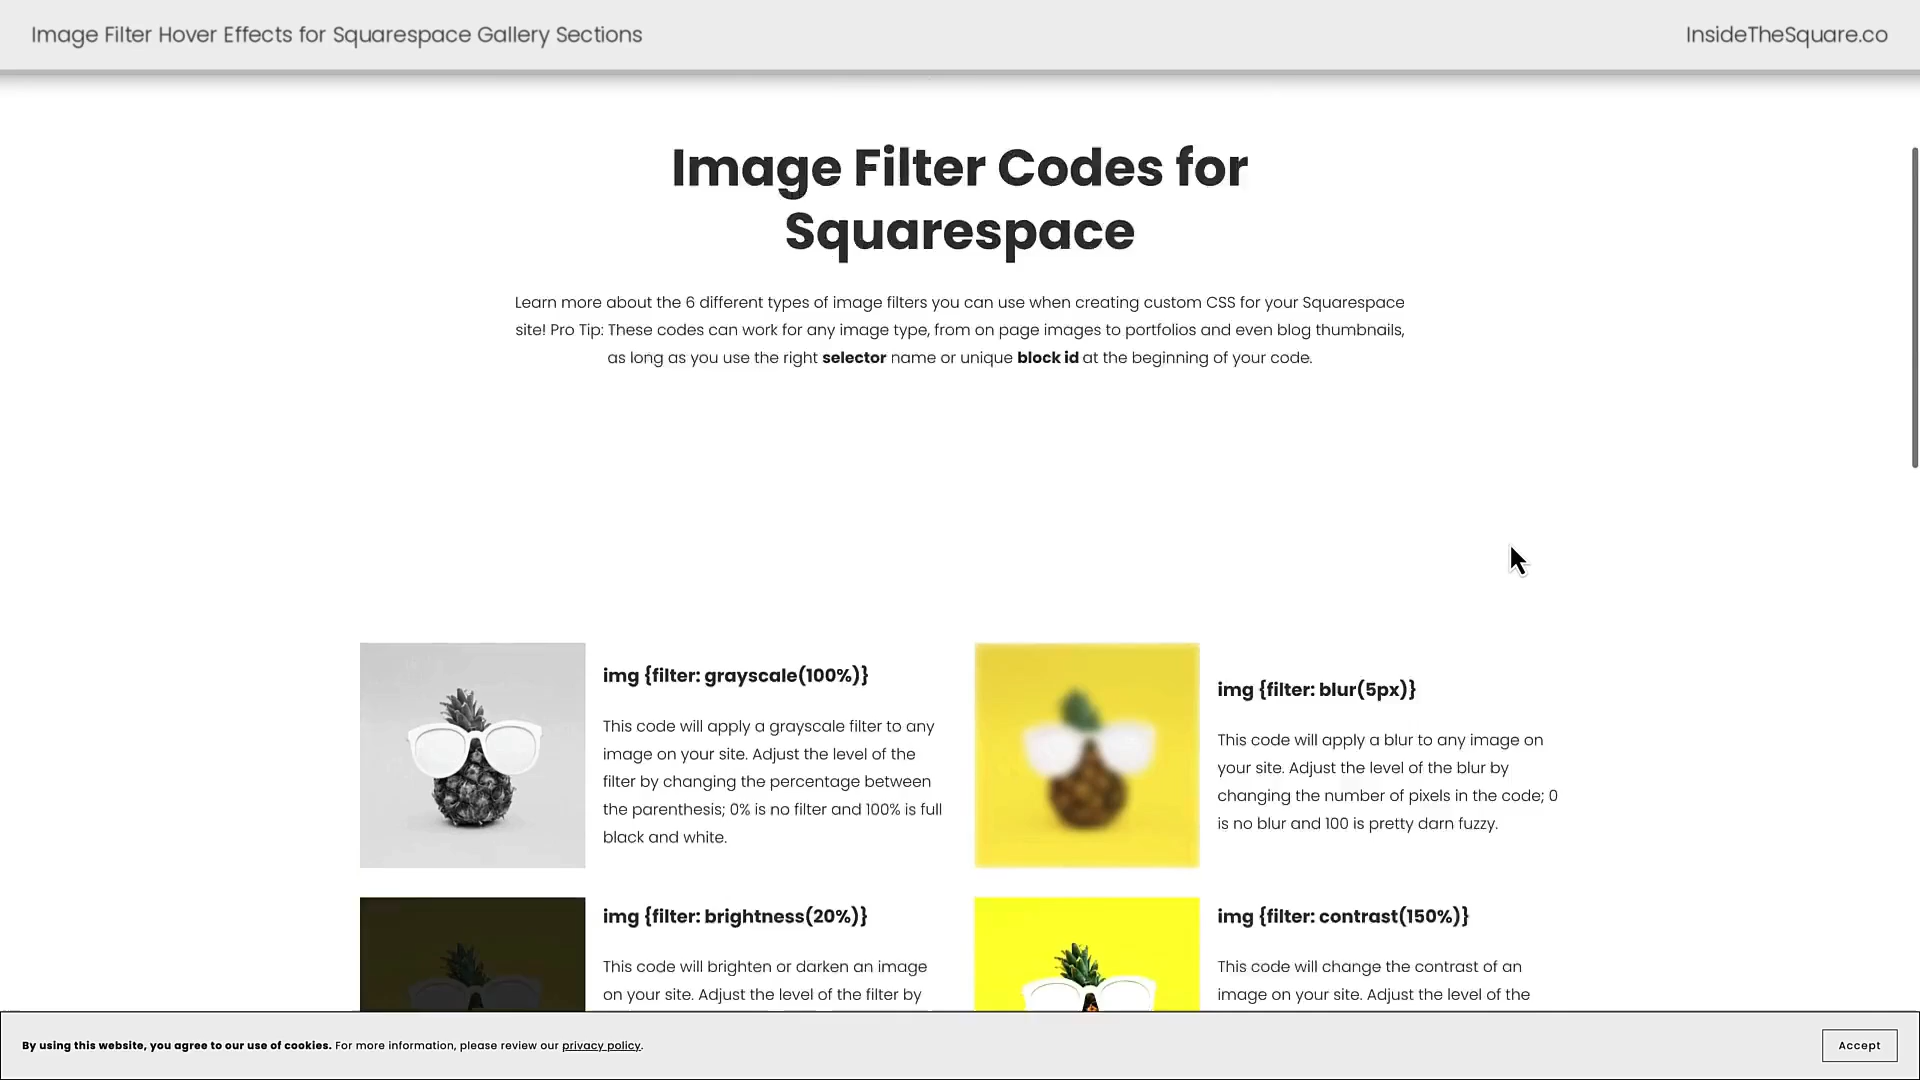 Image Filter Hover Effects for Squarespace Gallery Sections
InsideTheSquare.co
Image Filter Codes for
Squarespace
Learn more about the 6 different types of image filters you can use when creating custom CSS for your Squarespace
site! Pro Tip: These codes can work for any image type, from on page images to portfolios and even blog thumbnails,
as long as you use the right selector name or unique block id at the beginning of your code.
img {filter: grayscale(100%)}
This code will apply a grayscale filter to any
image on your site. Adjust the level of the
filter by changing the percentage between
the parenthesis; 0% is no filter and 100% is full
black and white.
img {filter: blur(5px)}
This code will apply a blur to any image on
your site. Adjust the level of the blur by
changing the number of pixels in the code; 0
is no blur and 100 is pretty darn fuzzy.
img {filter: brightness(20%)}
This code will brighten or darken an image
on your site. Adjust the level of the filter by
img {filter: contrast(150%)}
This code will change the contrast of an
image on your site. Adjust the level of the
By using this website, you agree to our use of cookies. For more information, please review our privacy policy.
Accept